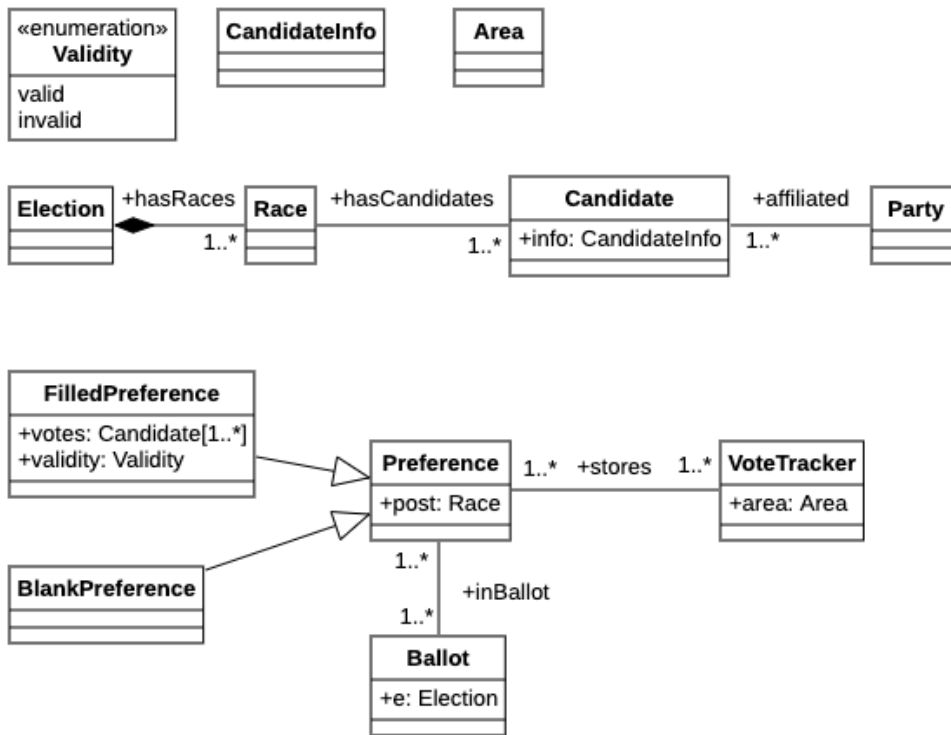 «enumeration»
Validity
valid
invalid
CandidateInfo
Area
Election
+hasRaces
1..*
Race
+hasCandidates
1..*
Candidate
+info: CandidateInfo
+affiliated
1..*
Party
FilledPreference
+votes: Candidate[1..*]
+validity: Validity
BlankPreference
Preference
+post: Race
1..*
+stores
1..*
VoteTracker
+area: Area
1..*
+inBallot
1..*
Ballot
+e: Election